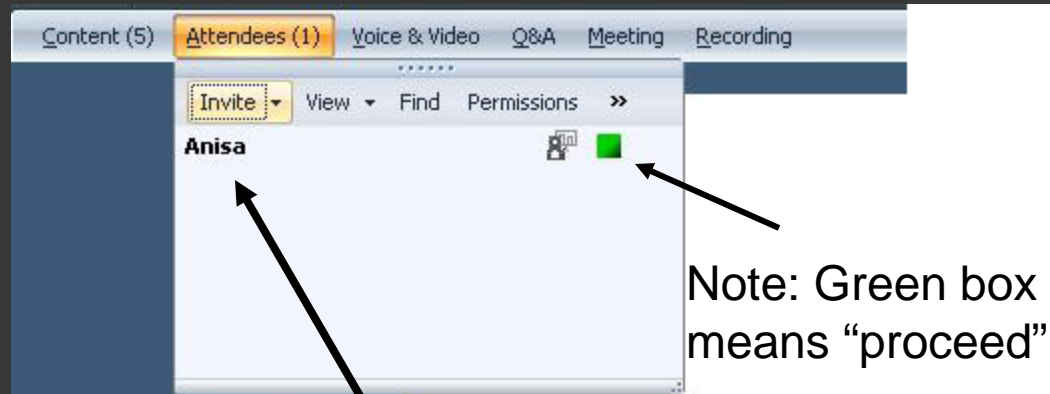 Content (5) Attendees (1) Voice & Video Q&A Meeting Recording
Invite View Find Permissions »
Anisa
Note: Green box
means “proceed”